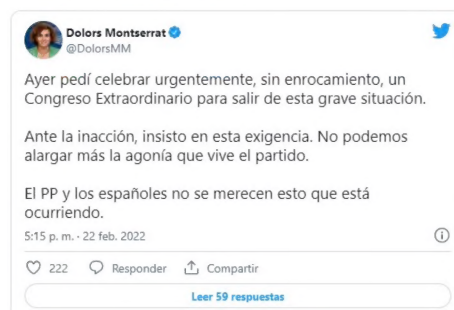 Dolors Montserrat
@DolorsMM
Ayer pedí celebrar urgentemente, sin enrocamiento, un
Congreso Extraordinario para salir de esta grave situación.
Ante la inacción, insisto en esta exigencia. No podemos
alargar más la agonía que vive el partido.
El PP y los españoles no se merecen esto que está
ocurriendo.
5:15 p. m. · 22 feb. 2022
222 Responder Compartir
Leer 59 respuestas